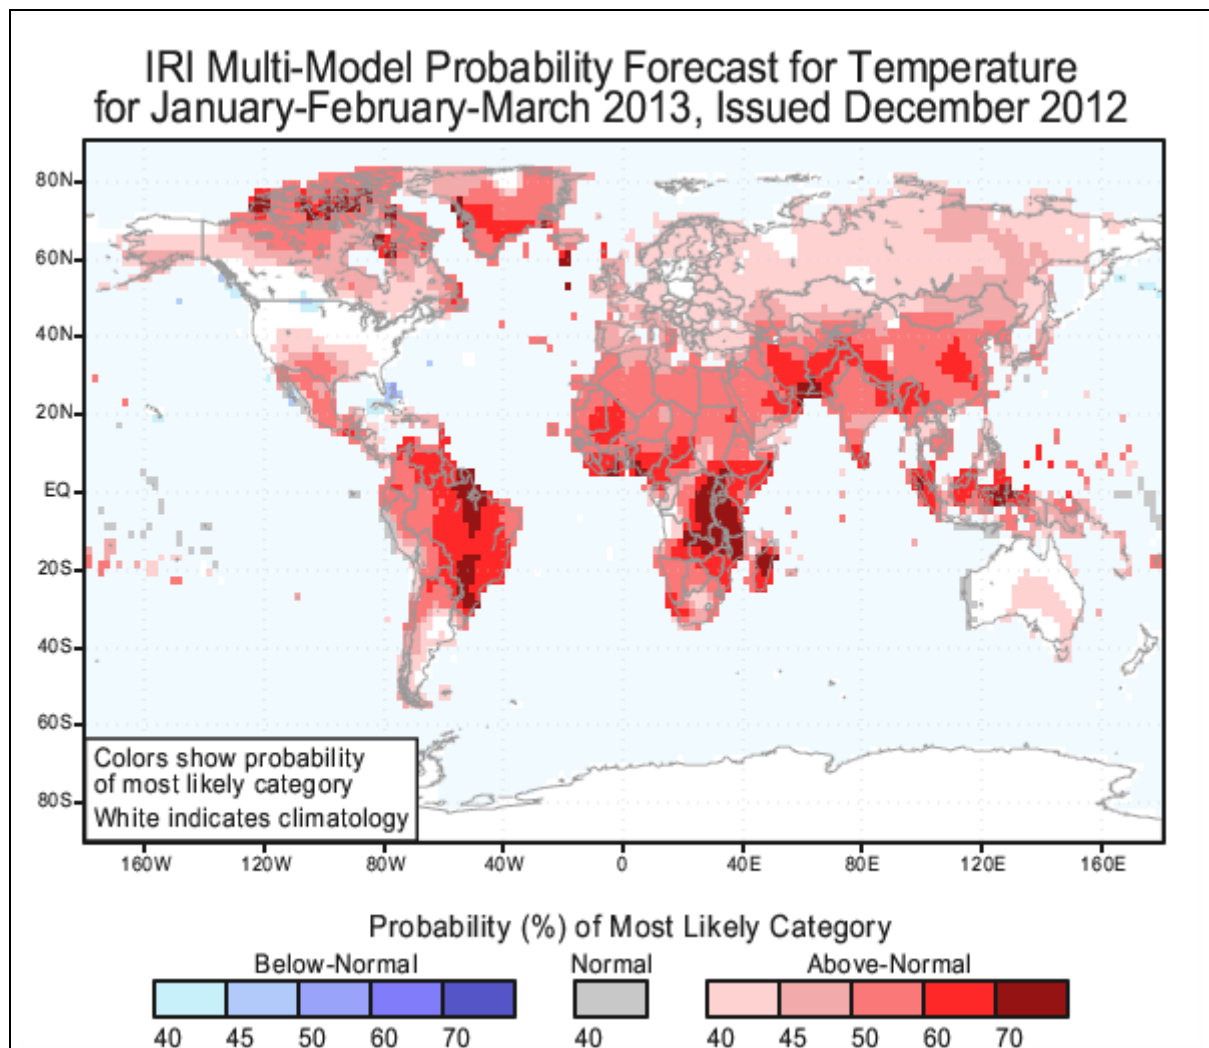 IRI Multi-Model Probability Forecast for Temperature
for January-February-March 2013, Issued December 2012
80N
60N
40N
20N
EQ
20S
40S
60S
80S
Colors show probability
of most likely category
White indicates climatology
160W 120W 80W 40W 0 40E 80E 120E 160E
Probability (%) of Most Likely Category
Below-Normal Normal Above-Normal
40 45 50 60 70 40 40 45 50 60 70